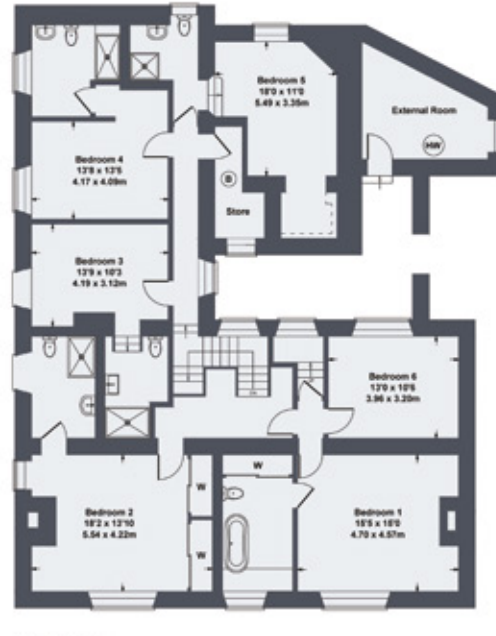 Bedroom 5
18'0 x 11'0
5.49 x 3.35m
External Room
HW
Bedroom 4
13'8 x 13'5
4.17 x 4.09m
B
Store
Bedroom 3
13'9 x 10'3
4.19 x 3.12m
Bedroom 6
13'0 x 10'6
3.96 x 3.20m
W
Bedroom 2
18'2 x 13'10
5.54 x 4.22m
W
W
Bedroom 1
15'5 x 15'0
4.70 x 4.57m